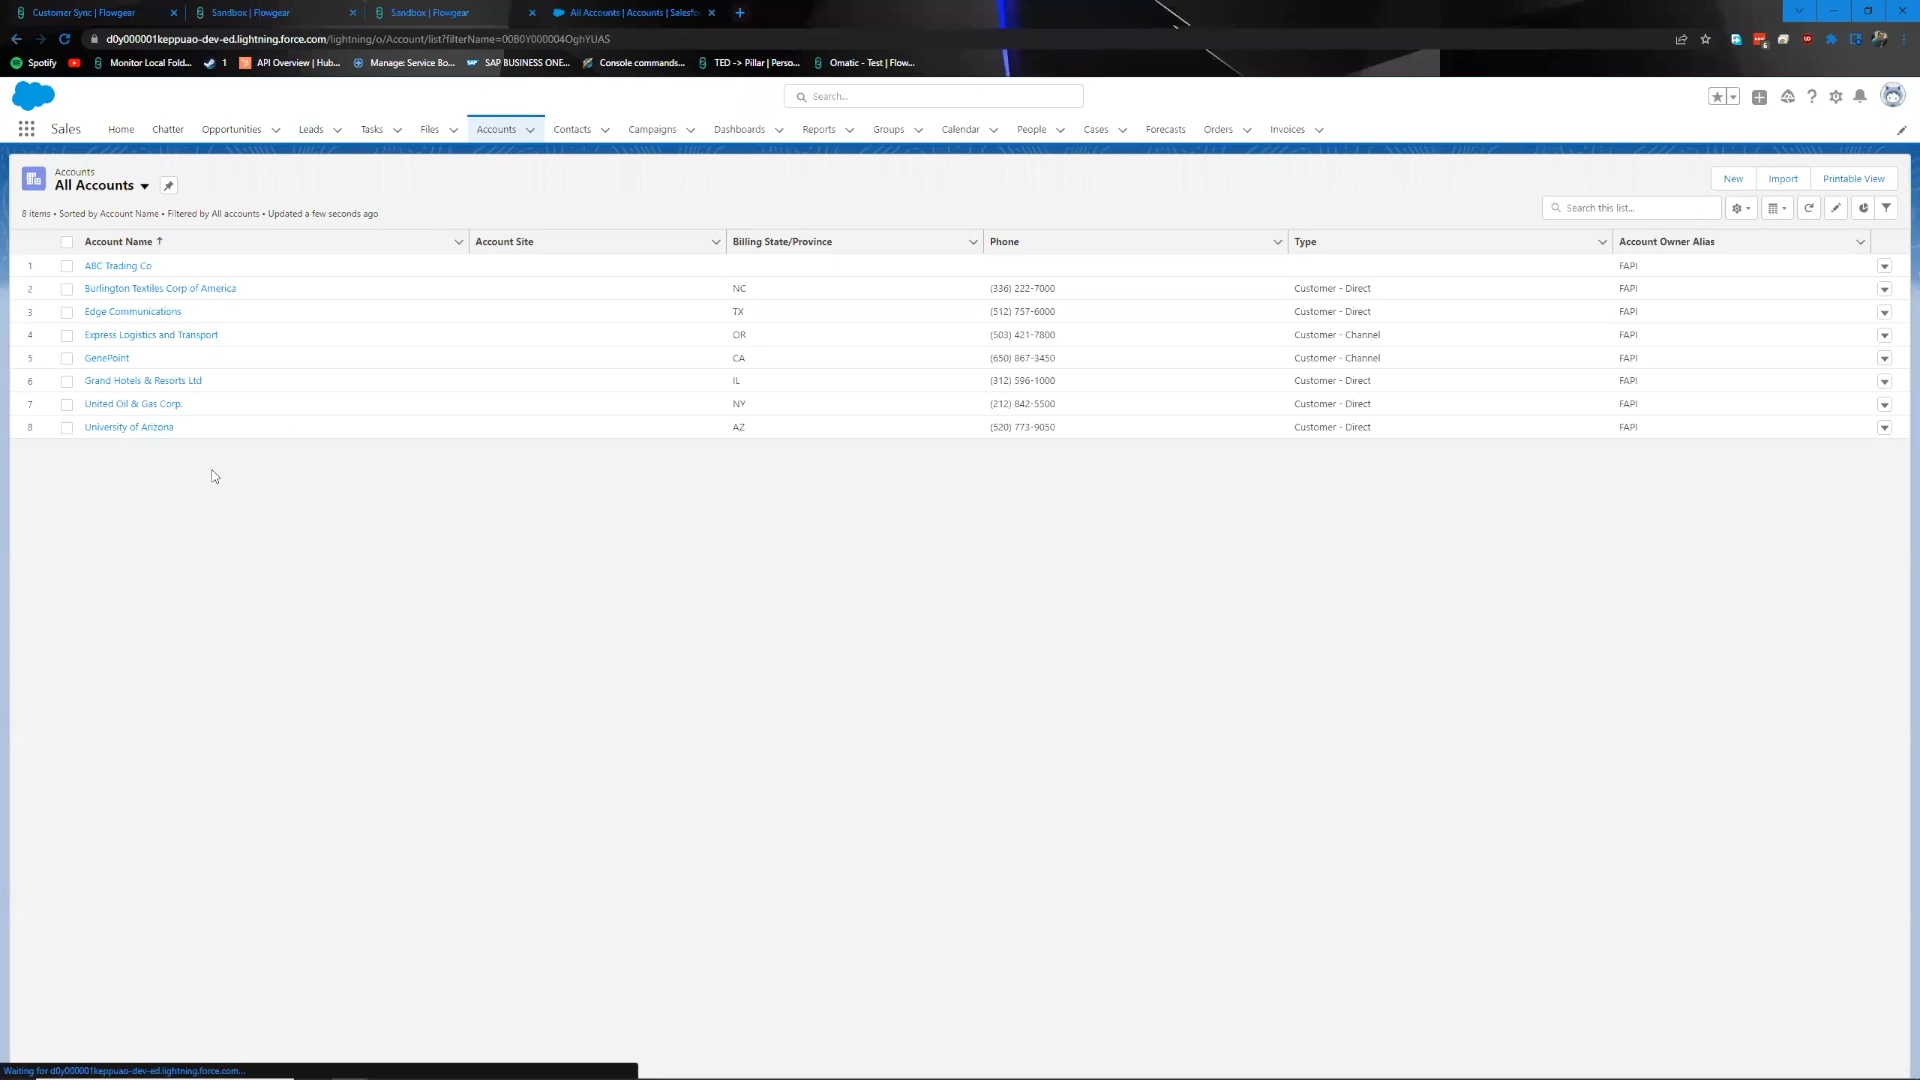 Customer Sync | Flowgear
Sandbox | Flowgear
Sandbox | Flowgear
All Accounts | Accounts | Salesfo
d0y000001keppuao-dev-ed.lightning.force.com/lightning/o/Account/list?filterName=00B0Y000004OghYUAS
Spotify
Monitor Local Fold...
1
API Overview | Hub...
Manage: Service Bo...
SAP BUSINESS ONE...
Console commands...
TED -> Pillar | Perso...
Omatic - Test | Flow...
Search...
Sales
Home
Chatter
Opportunities
Leads
Tasks
Files
Accounts
Contacts
Campaigns
Dashboards
Reports
Groups
Calendar
People
Cases
Forecasts
Orders
Invoices
Accounts
All Accounts
New
Import
Printable View
8 items • Sorted by Account Name • Filtered by All accounts • Updated a few seconds ago
Search this list...
Account Name ↑ Account Site Billing State/Province Phone Type Account Owner Alias
1 ABC Trading Co FAPI
2 Burlington Textiles Corp of America NC (336) 222-7000 Customer - Direct FAPI
3 Edge Communications TX (512) 757-6000 Customer - Direct FAPI
4 Express Logistics and Transport OR (503) 421-7800 Customer - Channel FAPI
5 GenePoint CA (650) 867-3450 Customer - Channel FAPI
6 Grand Hotels & Resorts Ltd IL (312) 596-1000 Customer - Direct FAPI
7 United Oil & Gas Corp. NY (212) 842-5500 Customer - Direct FAPI
8 University of Arizona AZ (520) 773-9050 Customer - Direct FAPI
Waiting for d0y000001keppuao-dev-ed.lightning.force.com...